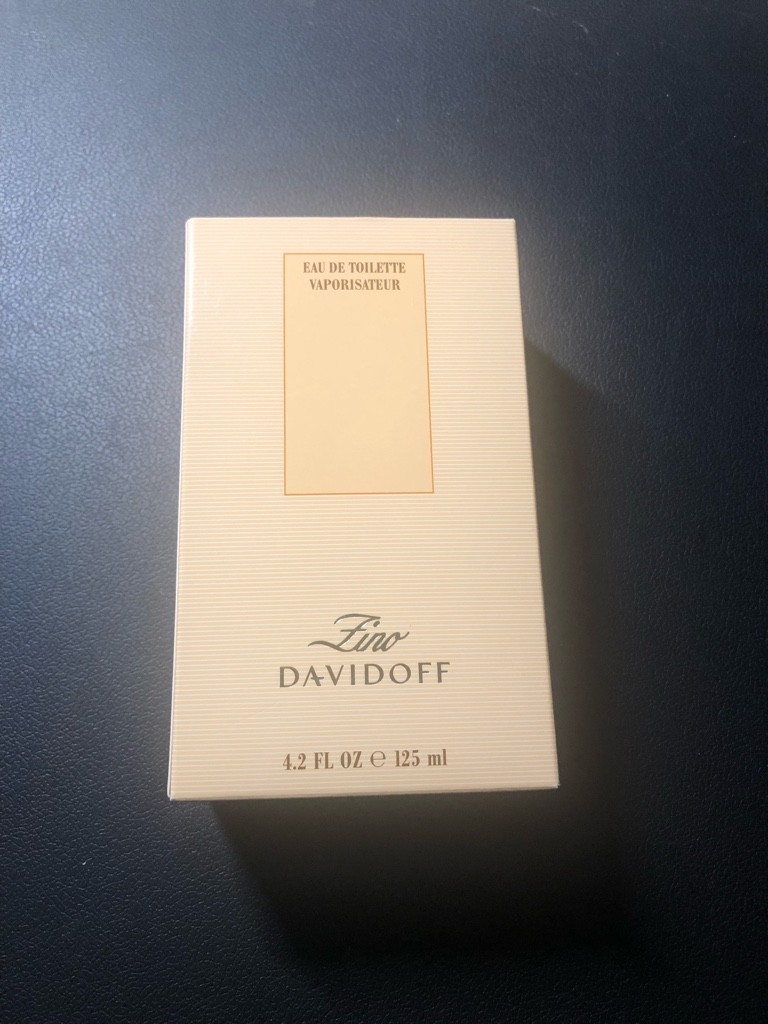 EAU DE TOILETTE
VAPORISATEUR
Zino
DAVIDOFF
4.2 FL OZ ℮ 125 ml